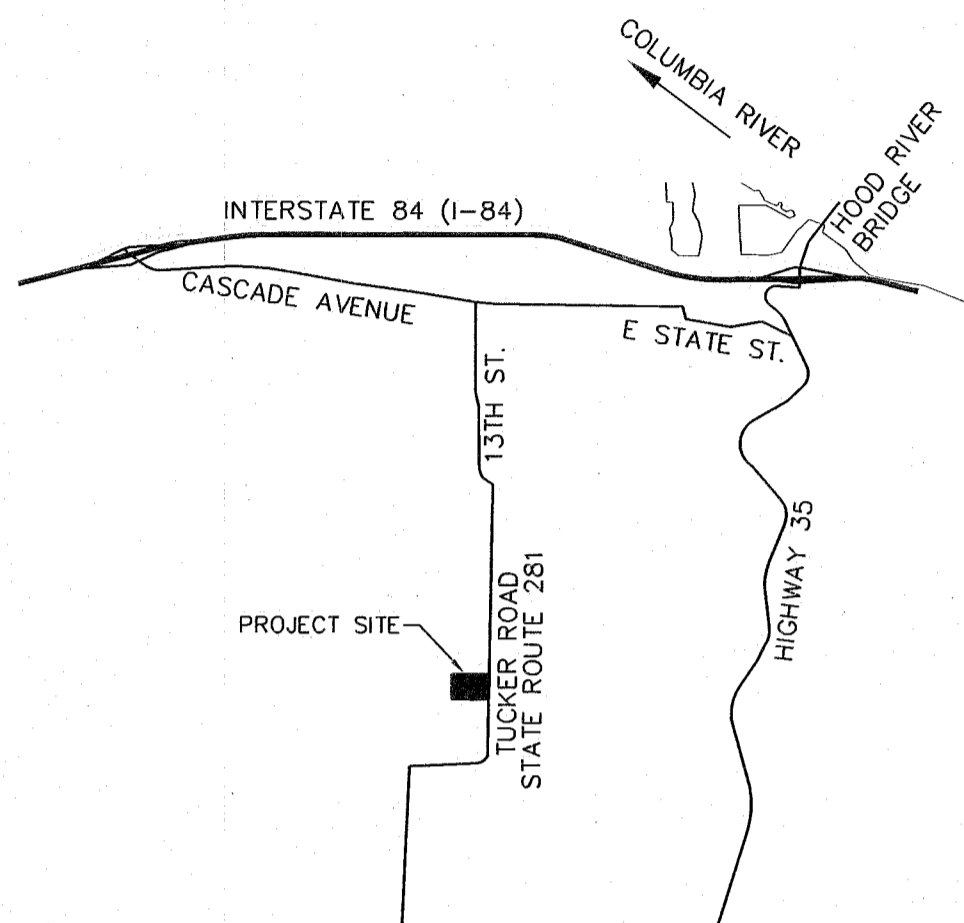 COLUMBIA RIVER
HOOD RIVER
BRIDGE
INTERSTATE 84 (I-84)
CASCADE AVENUE
E STATE ST.
13TH ST.
HIGHWAY 35
PROJECT SITE
TUCKER ROAD
STATE ROUTE 281